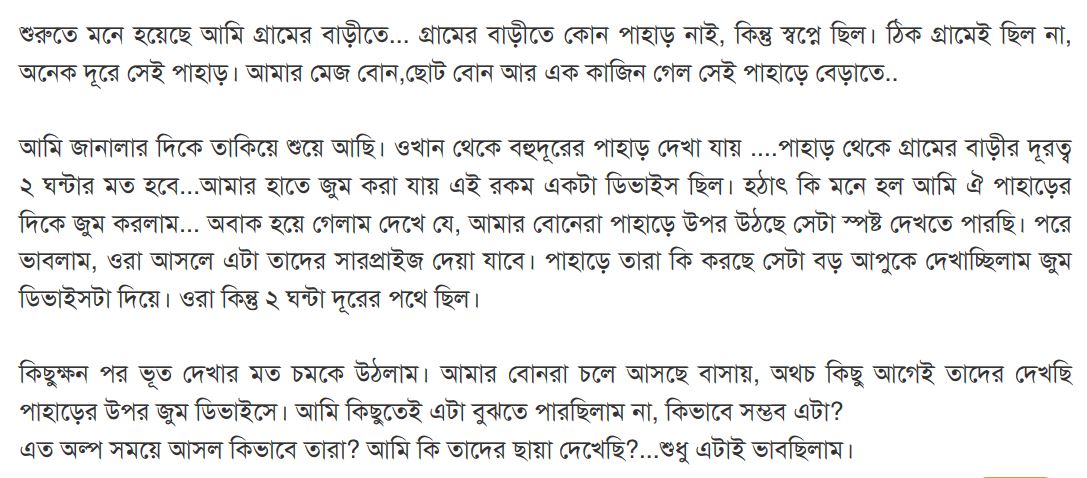 শুরুতে মনে হয়েছে আমি গ্রামের বাড়ীতে... গ্রামের বাড়ীতে কোন পাহাড় নাই, কিন্তু স্বপ্নে ছিল। ঠিক গ্রামেই ছিল না,
অনেক দূরে সেই পাহাড়। আমার মেজ বোন,ছোট বোন আর এক কাজিন গেল সেই পাহাড়ে বেড়াতে..
আমি জানালার দিকে তাকিয়ে শুয়ে আছি। ওখান থেকে বহুদূরের পাহাড় দেখা যায় ....পাহাড় থেকে গ্রামের বাড়ীর দূরত্ব
২ ঘন্টার মত হবে...আমার হাতে জুম করা যায় এই রকম একটা ডিভাইস ছিল। হঠাৎ কি মনে হল আমি ঐ পাহাড়ের
দিকে জুম করলাম... অবাক হয়ে গেলাম দেখে যে, আমার বোনেরা পাহাড়ে উপর উঠছে সেটা স্পষ্ট দেখতে পারছি। পরে
ভাবলাম, ওরা আসলে এটা তাদের সারপ্রাইজ দেয়া যাবে। পাহাড়ে তারা কি করছে সেটা বড় আপুকে দেখাচ্ছিলাম জুম
ডিভাইসটা দিয়ে। ওরা কিন্তু ২ ঘন্টা দূরের পথে ছিল।
কিছুক্ষন পর ভূত দেখার মত চমকে উঠলাম। আমার বোনরা চলে আসছে বাসায়, অথচ কিছু আগেই তাদের দেখছি
পাহাড়ের উপর জুম ডিভাইসে। আমি কিছুতেই এটা বুঝতে পারছিলাম না, কিভাবে সম্ভব এটা?
এত অল্প সময়ে আসল কিভাবে তারা? আমি কি তাদের ছায়া দেখেছি?...শুধু এটাই ভাবছিলাম।